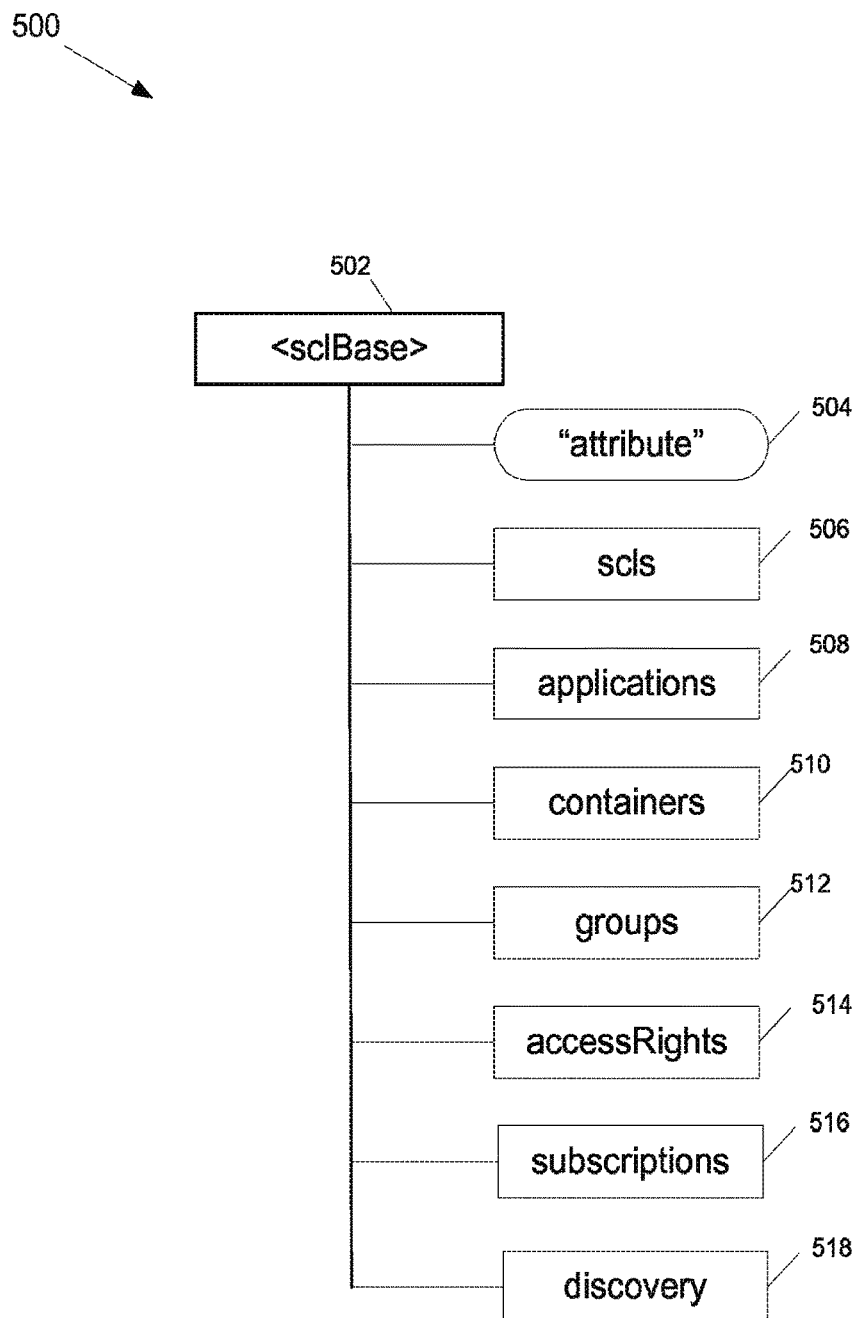 500
502
<sclBase>
“attribute”
504
scls
506
applications
508
containers
510
groups
512
accessRights
514
subscriptions
516
discovery
518